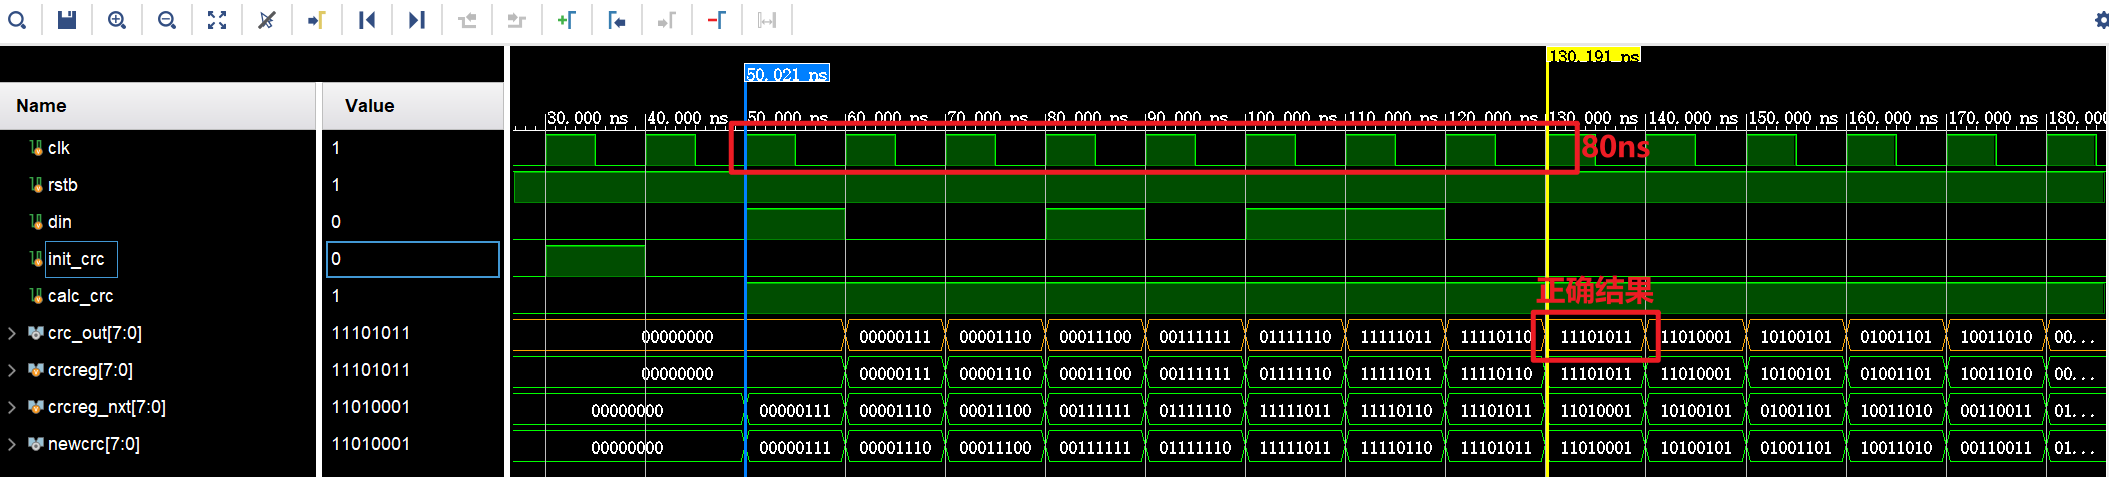 50.021 ns
130.191 ns
Name
Value
30.000 ns 40.000 ns 50.000 ns 60.000 ns 70.000 ns 80.000 ns 90.000 ns 100.000 ns 110.000 ns 120.000 ns 130.000 ns 140.000 ns 150.000 ns 160.000 ns 170.000 ns 180.000
clk 1
80ns
rstb 1
din 0
init_crc 0
calc_crc 1
正确结果
crc_out[7:0] 11101011 00000000 00000111 00001110 00011100 00111111 01111110 11111011 11110110 11101011 11010001 10100101 01001101 10011010 00...
crcreg[7:0] 11101011 00000000 00000111 00001110 00011100 00111111 01111110 11111011 11110110 11101011 11010001 10100101 01001101 10011010 00...
crcreg_nxt[7:0] 11010001 00000000 00000111 00001110 00011100 00111111 01111110 11111011 11110110 11101011 11010001 10100101 01001101 10011010 00110011 01...
newcrc[7:0] 11010001 00000000 00000111 00001110 00011100 00111111 01111110 11111011 11110110 11101011 11010001 10100101 01001101 10011010 00110011 01...